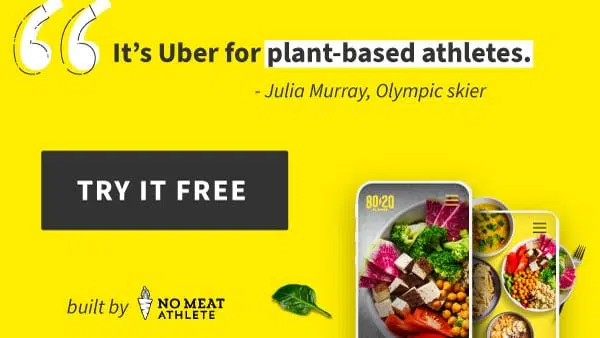 It’s Uber for plant-based athletes.
- Julia Murray, Olympic skier
TRY IT FREE
80/20
built by NO MEAT
ATHLETE